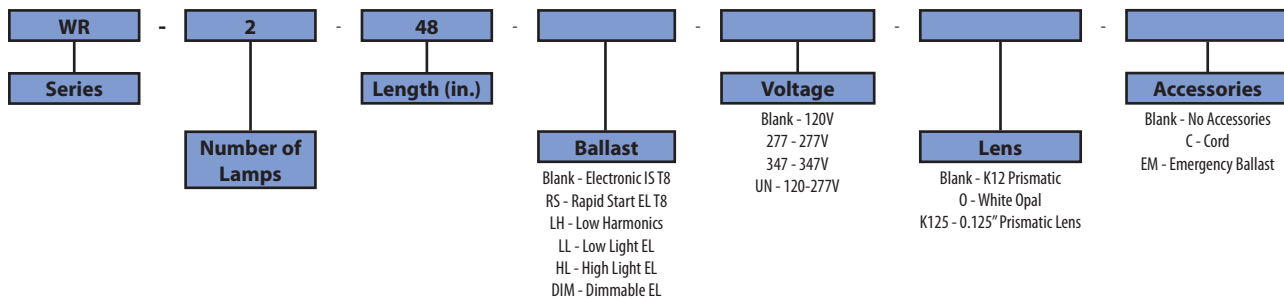 WR - 2 - 48 - - - -
Series
Number of
Lamps
Length (in.)
Ballast
Blank - Electronic IS T8
RS - Rapid Start EL T8
LH - Low Harmonics
LL - Low Light EL
HL - High Light EL
DIM - Dimmable EL
Voltage
Blank - 120V
277 - 277V
347 - 347V
UN - 120-277V
Lens
Blank - K12 Prismatic
O - White Opal
K125 - 0.125” Prismatic Lens
Accessories
Blank - No Accessories
C - Cord
EM - Emergency Ballast